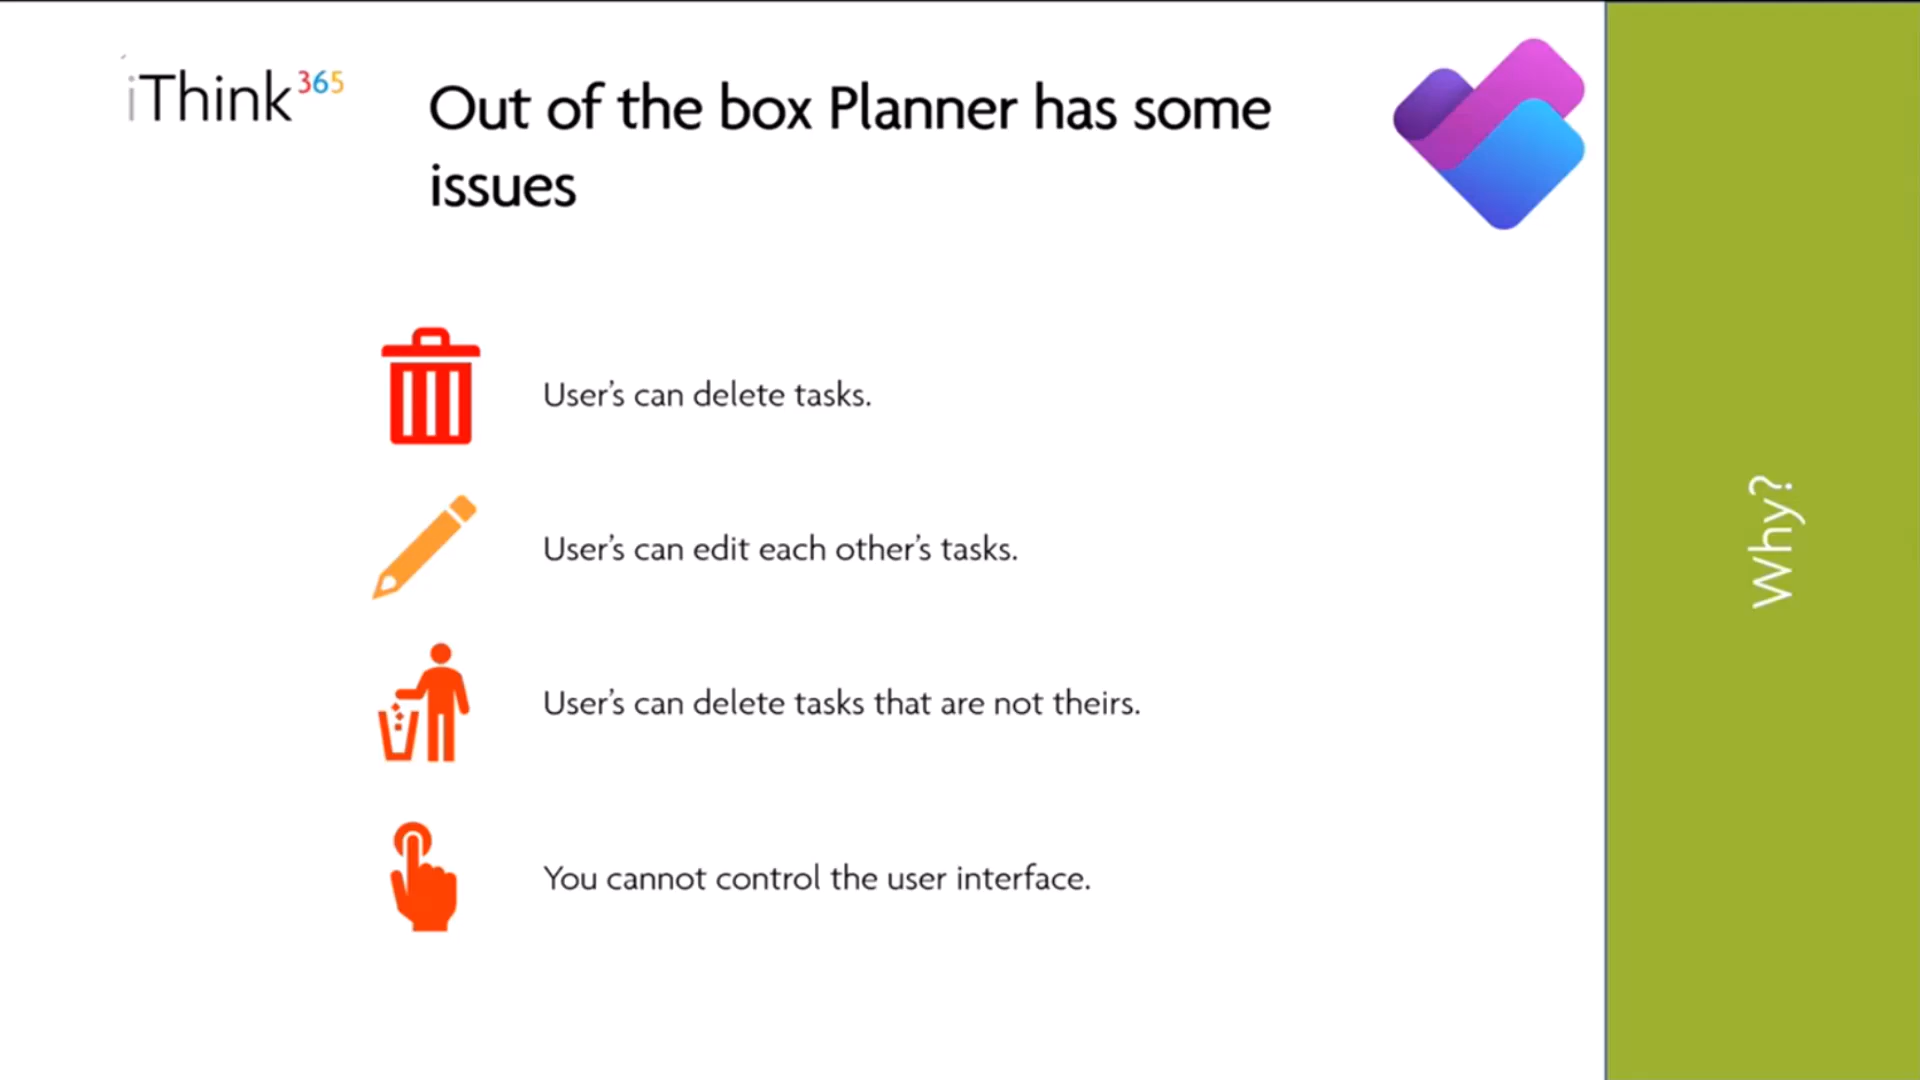 iThink365
Out of the box Planner has some
issues
User's can delete tasks.
User's can edit each other's tasks.
User's can delete tasks that are not theirs.
You cannot control the user interface.
Why?